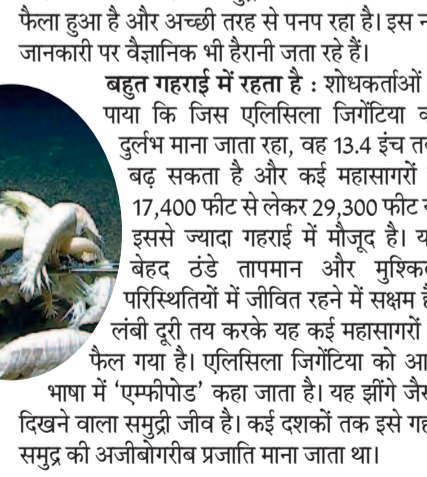 फैला हुआ है और अच्छी तरह से पनप रहा है। इस
जानकारी पर वैज्ञानिक भी हैरानी जता रहे हैं।
बहुत गहराई में रहता है : शोधकर्ताओं
पाया कि जिस एलिसिला जिगेंटिया
दुर्लभ माना जाता रहा, वह 13.4 इंच
बढ़ सकता है और कई महासागरों
17,400 फीट से लेकर 29,300 फीट
इससे ज्यादा गहराई में मौजूद है।
बेहद ठंडे तापमान और
परिस्थितियों में जीवित रहने में सक्षम
लंबी दूरी तय करके यह कई महासागरों
फैल गया है। एलिसिला जिगेंटिया को
भाषा में ‘एम्फीपोड’ कहा जाता है। यह झींगे
दिखने वाला समुद्री जीव है। कई दशकों तक इसे
समुद्र की अजीबोगरीब प्रजाति माना जाता था।